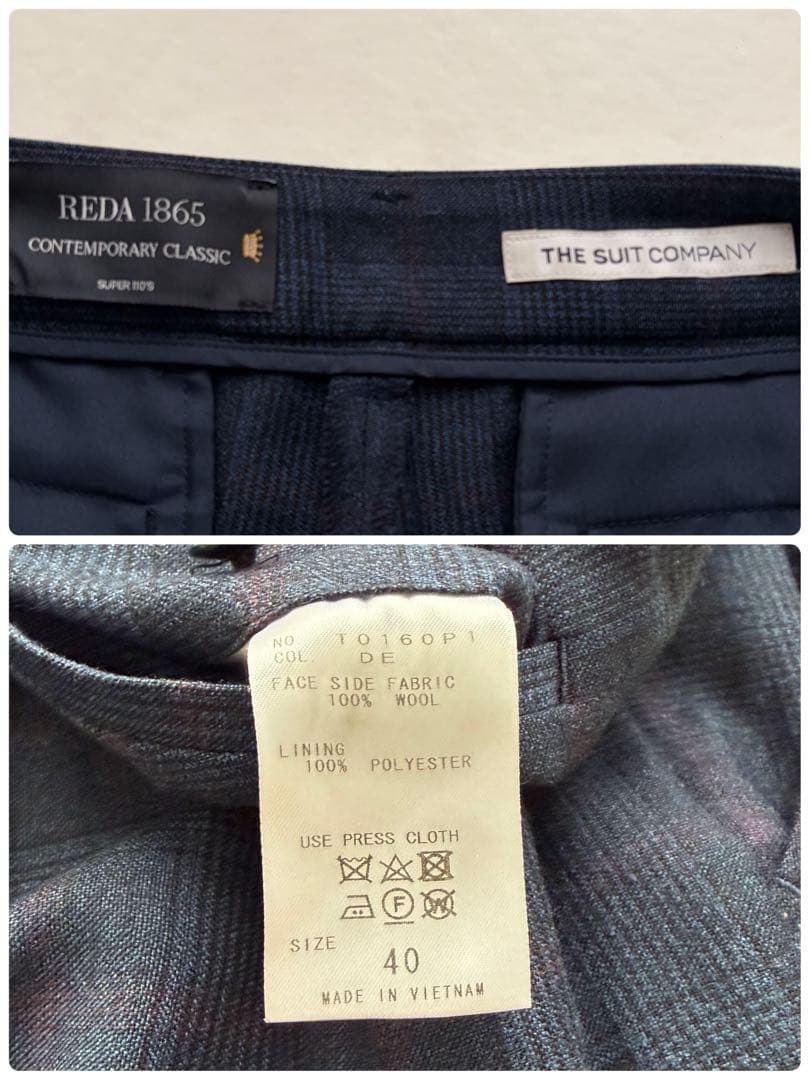 REDA 1865
CONTEMPORARY CLASSIC
SUPER 110'S
THE SUIT COMPANY
NO. T0160P1
COL. DE
FACE SIDE FABRIC
100% WOOL
LINING
100% POLYESTER
USE PRESS CLOTH
F W
SIZE
40
MADE IN VIETNAM